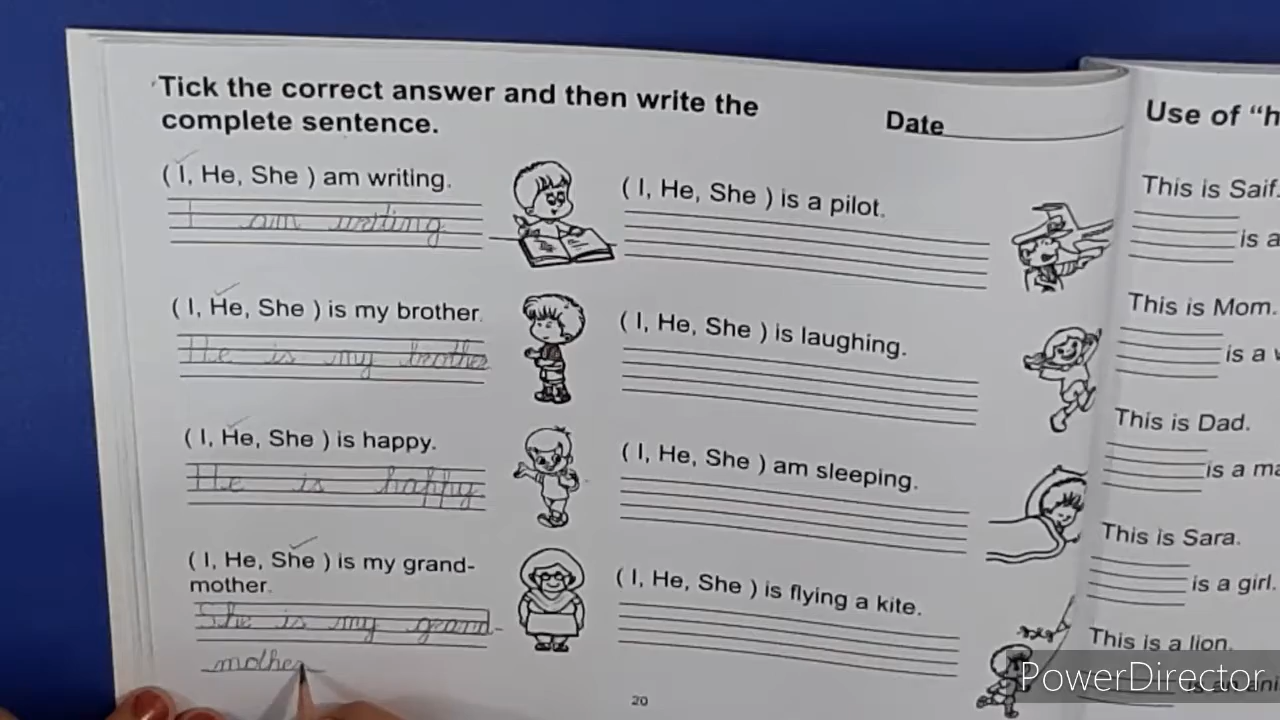 Tick the correct answer and then write the
complete sentence.
Date
( I, He, She ) am writing.
I am writing
( I, He, She ) is my brother.
He is my brother
( I, He, She ) is happy.
He is happy
( I, He, She ) is my grand-
mother.
She is my grand-
mother
( I, He, She ) is a pilot.
( I, He, She ) is laughing.
( I, He, She ) am sleeping.
( I, He, She ) is flying a kite.
20
Use of
This is Saif.
is a
This is Mom.
is a
This is Dad.
is a
This is Sara.
is a girl.
This is a lion.
is an
PowerDirector